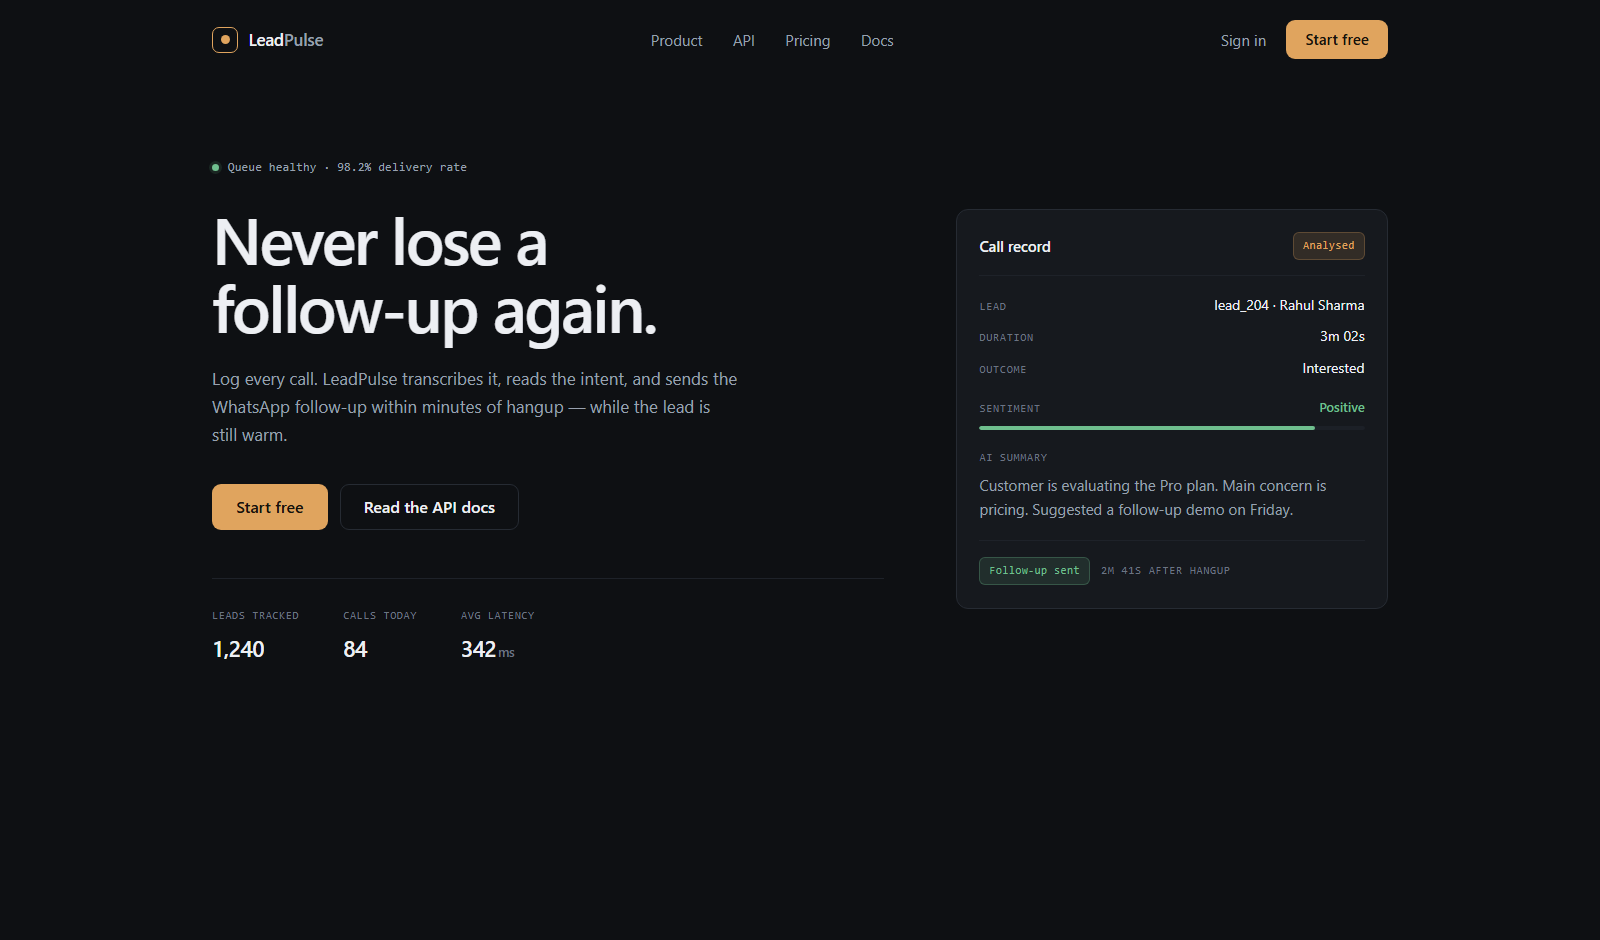 LeadPulse
Product
API
Pricing
Docs
Sign in
Start free
Queue healthy · 98.2% delivery rate
Never lose a
follow-up again.
Log every call. LeadPulse transcribes it, reads the intent, and sends the
WhatsApp follow-up within minutes of hangup — while the lead is
still warm.
Start free
Read the API docs
LEADS TRACKED
1,240
CALLS TODAY
84
AVG LATENCY
342 ms
Call record
Analysed
LEAD
lead_204 · Rahul Sharma
DURATION
3m 02s
OUTCOME
Interested
SENTIMENT
Positive
AI SUMMARY
Customer is evaluating the Pro plan. Main concern is
pricing. Suggested a follow-up demo on Friday.
Follow-up sent
2M 41S AFTER HANGUP